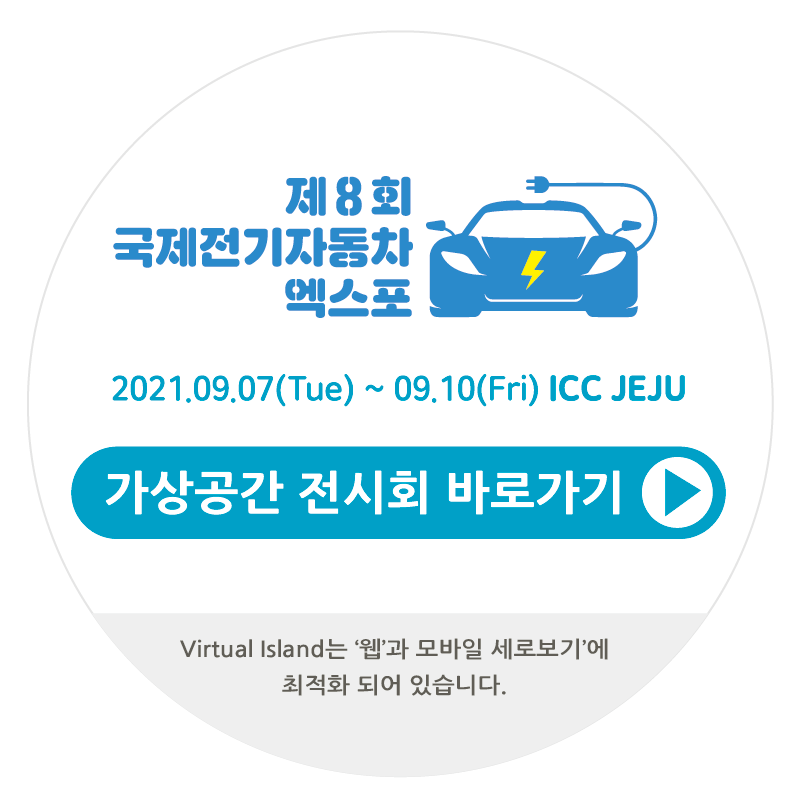 제8회
국제전기자동차
엑스포
2021.09.07(Tue) ~ 09.10(Fri) ICC JEJU
가상공간 전시회 바로가기
Virtual Island는 ‘웹’과 모바일 세로보기’에
최적화 되어 있습니다.